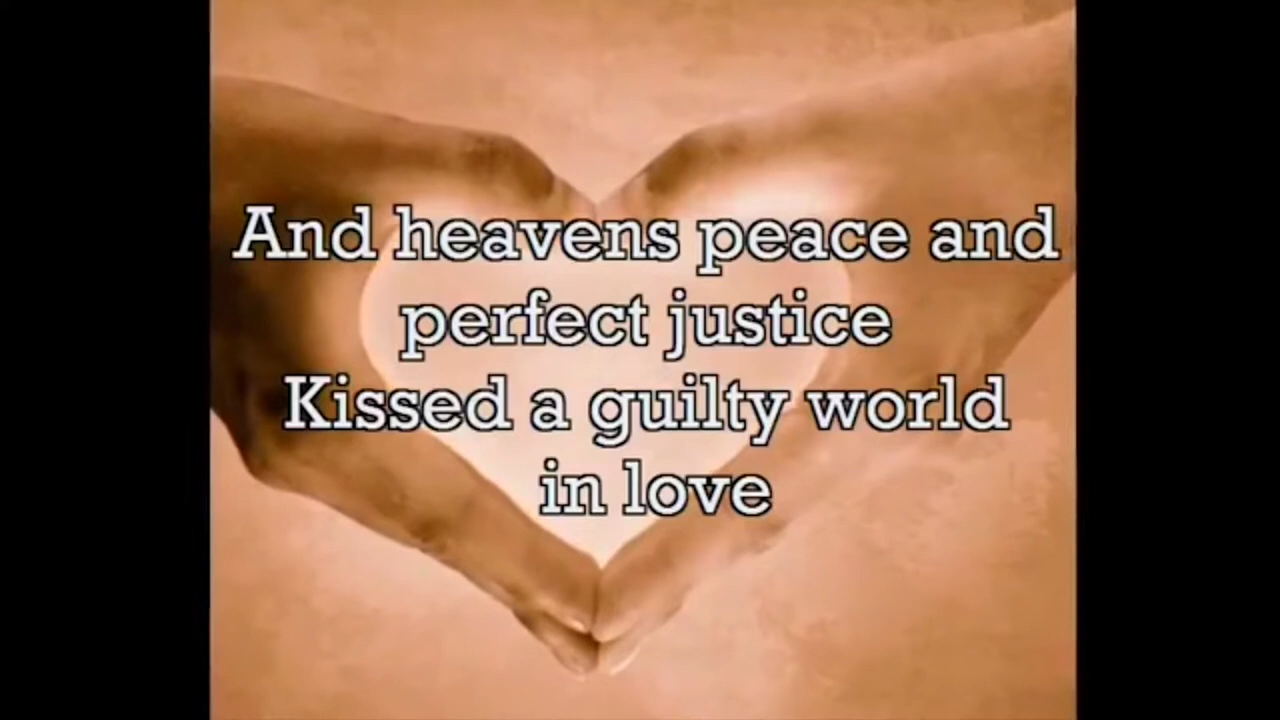 And heavens peace and
perfect justice
Kissed a guilty world
in love